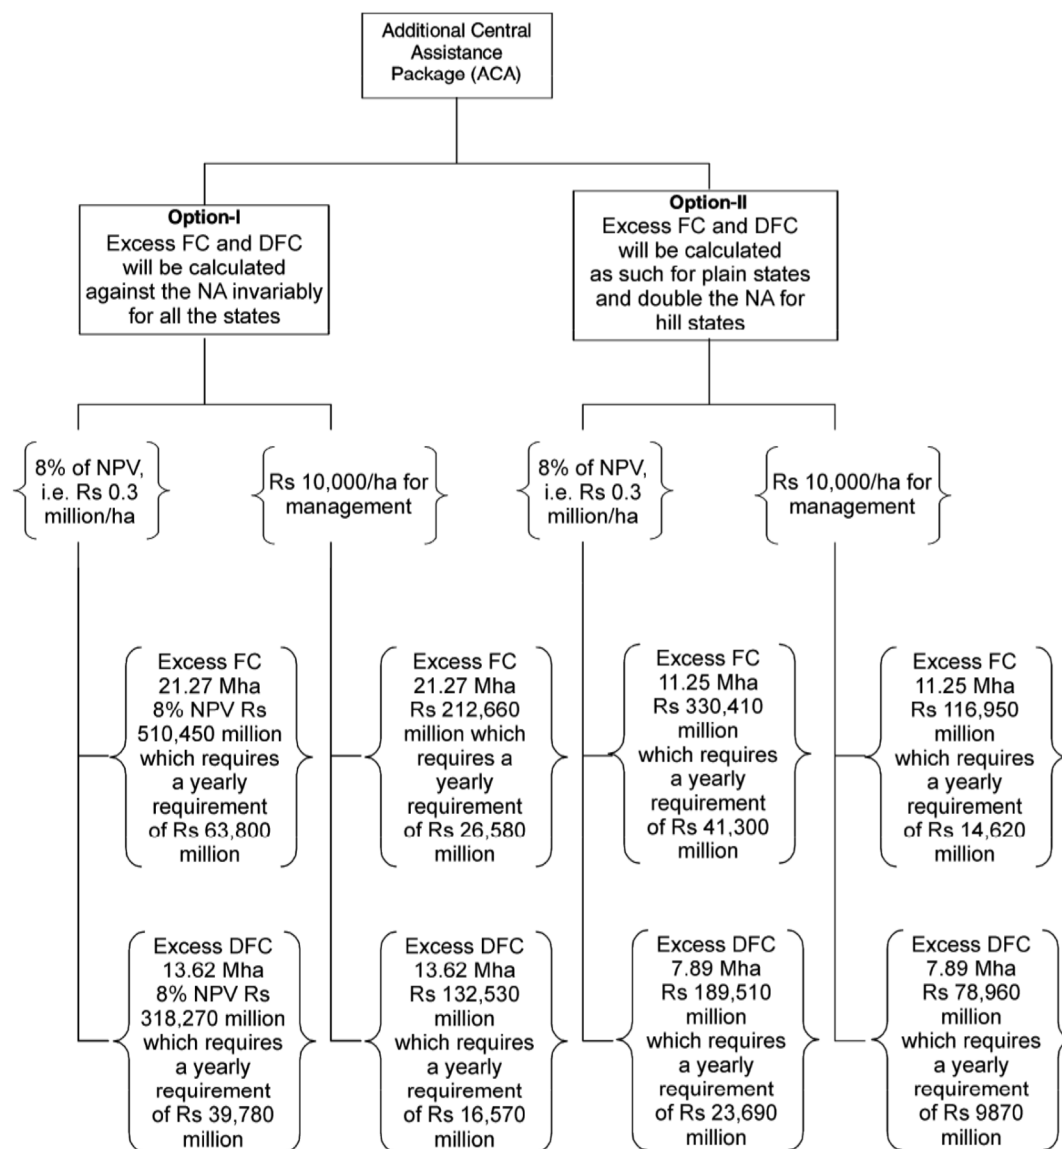 Additional Central
Assistance
Package (ACA)
Option-I
Excess FC and DFC
will be calculated
against the NA invariably
for all the states
Option-II
Excess FC and DFC
will be calculated
as such for plain states
and double the NA for
hill states
8% of NPV,
i.e. Rs 0.3
million/ha
Rs 10,000/ha for
management
8% of NPV,
i.e. Rs 0.3
million/ha
Rs 10,000/ha for
management
Excess FC
21.27 Mha
8% NPV Rs
510,450 million
which requires
a yearly
requirement
of Rs 63,800
million
Excess FC
21.27 Mha
Rs 212,660
million which
requires a
yearly
requirement
of Rs 26,580
million
Excess FC
11.25 Mha
Rs 330,410
million
which requires
a yearly
requirement
of Rs 41,300
million
Excess FC
11.25 Mha
Rs 116,950
million
which requires
a yearly
requirement
of Rs 14,620
million
Excess DFC
13.62 Mha
8% NPV Rs
318,270 million
which requires
a yearly
requirement
of Rs 39,780
million
Excess DFC
13.62 Mha
Rs 132,530
million
which requires
a yearly
requirement
of Rs 16,570
million
Excess DFC
7.89 Mha
Rs 189,510
million
which requires
a yearly
requirement
of Rs 23,690
million
Excess DFC
7.89 Mha
Rs 78,960
million
which requires
a yearly
requirement
of Rs 9870
million